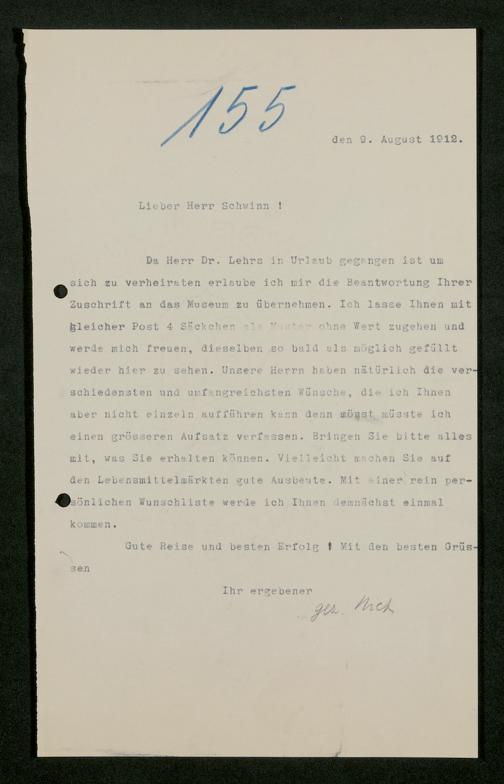 155
den 9. August 1912.
Lieber Herr Schwinn !
Da Herr Dr. Lehrs in Urlaub gegangen ist um
sich zu verheiraten erlaube ich mir die Beantwortung Ihrer
Zuschrift an das Museum zu übernehmen. Ich lasse Ihnen mit
gleicher Post 4 Säckchen als Muster ohne Wert zugehen und
werde mich freuen, dieselben so bald als möglich gefüllt
wieder hier zu sehen. Unsere Herrn haben nätürlich die ver-
schiedensten und umfangreichsten Wünsche, die ich Ihnen
aber nicht einzeln aufführen kann denn sonst müsste ich
einen grösseren Aufsatz verfassen. Bringen Sie bitte alles
mit, was Sie erhalten können. Vielleicht machen Sie auf
den Lebensmittelmärkten gute Ausbeute. Mit einer rein per-
sönlichen Wunschliste werde ich Ihnen demnächst einmal
kommen.
Gute Reise und besten Erfolg ! Mit den besten Grüs-
sen
Ihr ergebener
gez.